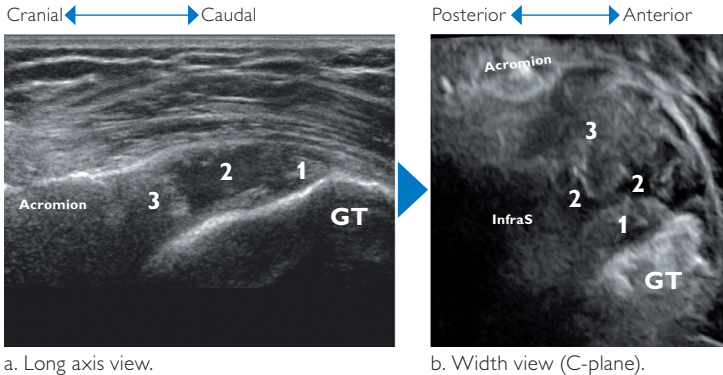 Cranial Caudal
Posterior Anterior
Acromion
3
2
1
GT
Acromion
3
2
2
InfraS
1
GT
a. Long axis view.
b. Width view (C-plane).